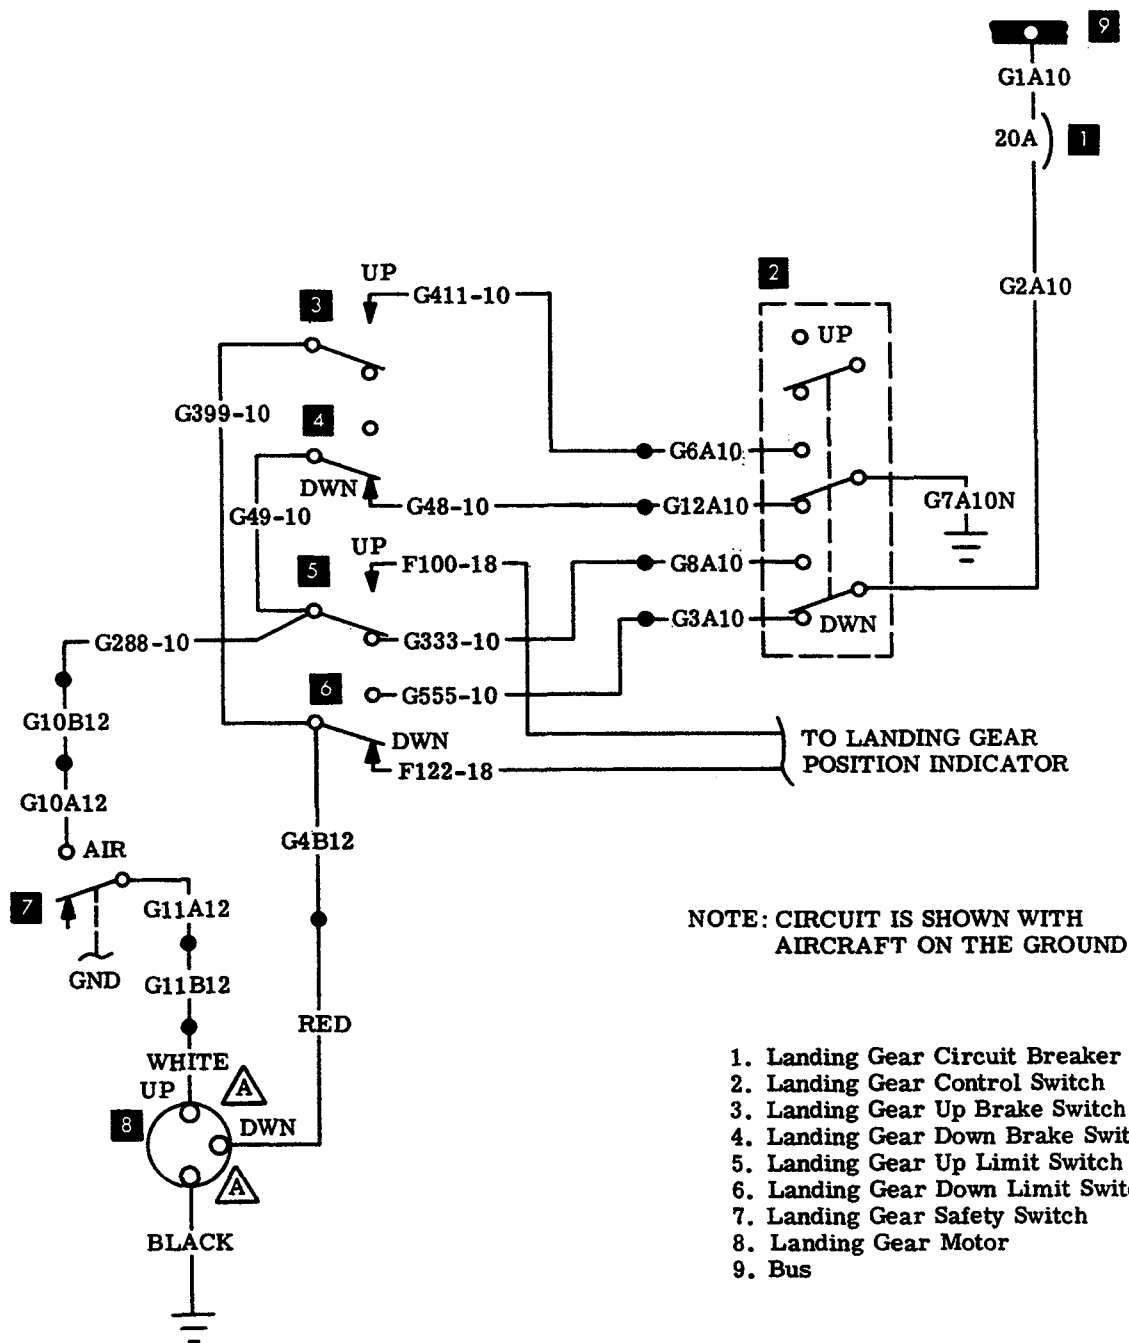 9
G1A10
20A
1
G2A10
2
UP
UP
G411-10
3
G399-10
4
G6A10
DWN
G48-10
G12A10
G7A10N
G49-10
UP
F100-18
G8A10
5
G3A10
DWN
G288-10
G333-10
6
G555-10
G10B12
DWN
F122-18
TO LANDING GEAR
POSITION INDICATOR
G10A12
G4B12
AIR
7
G11A12
GND
G11B12
NOTE: CIRCUIT IS SHOWN WITH
AIRCRAFT ON THE GROUND
RED
WHITE
UP
A
8
DWN
A
BLACK
1. Landing Gear Circuit Breaker
2. Landing Gear Control Switch
3. Landing Gear Up Brake Switch
4. Landing Gear Down Brake Swit
5. Landing Gear Up Limit Switch
6. Landing Gear Down Limit Swit
7. Landing Gear Safety Switch
8. Landing Gear Motor
9. Bus